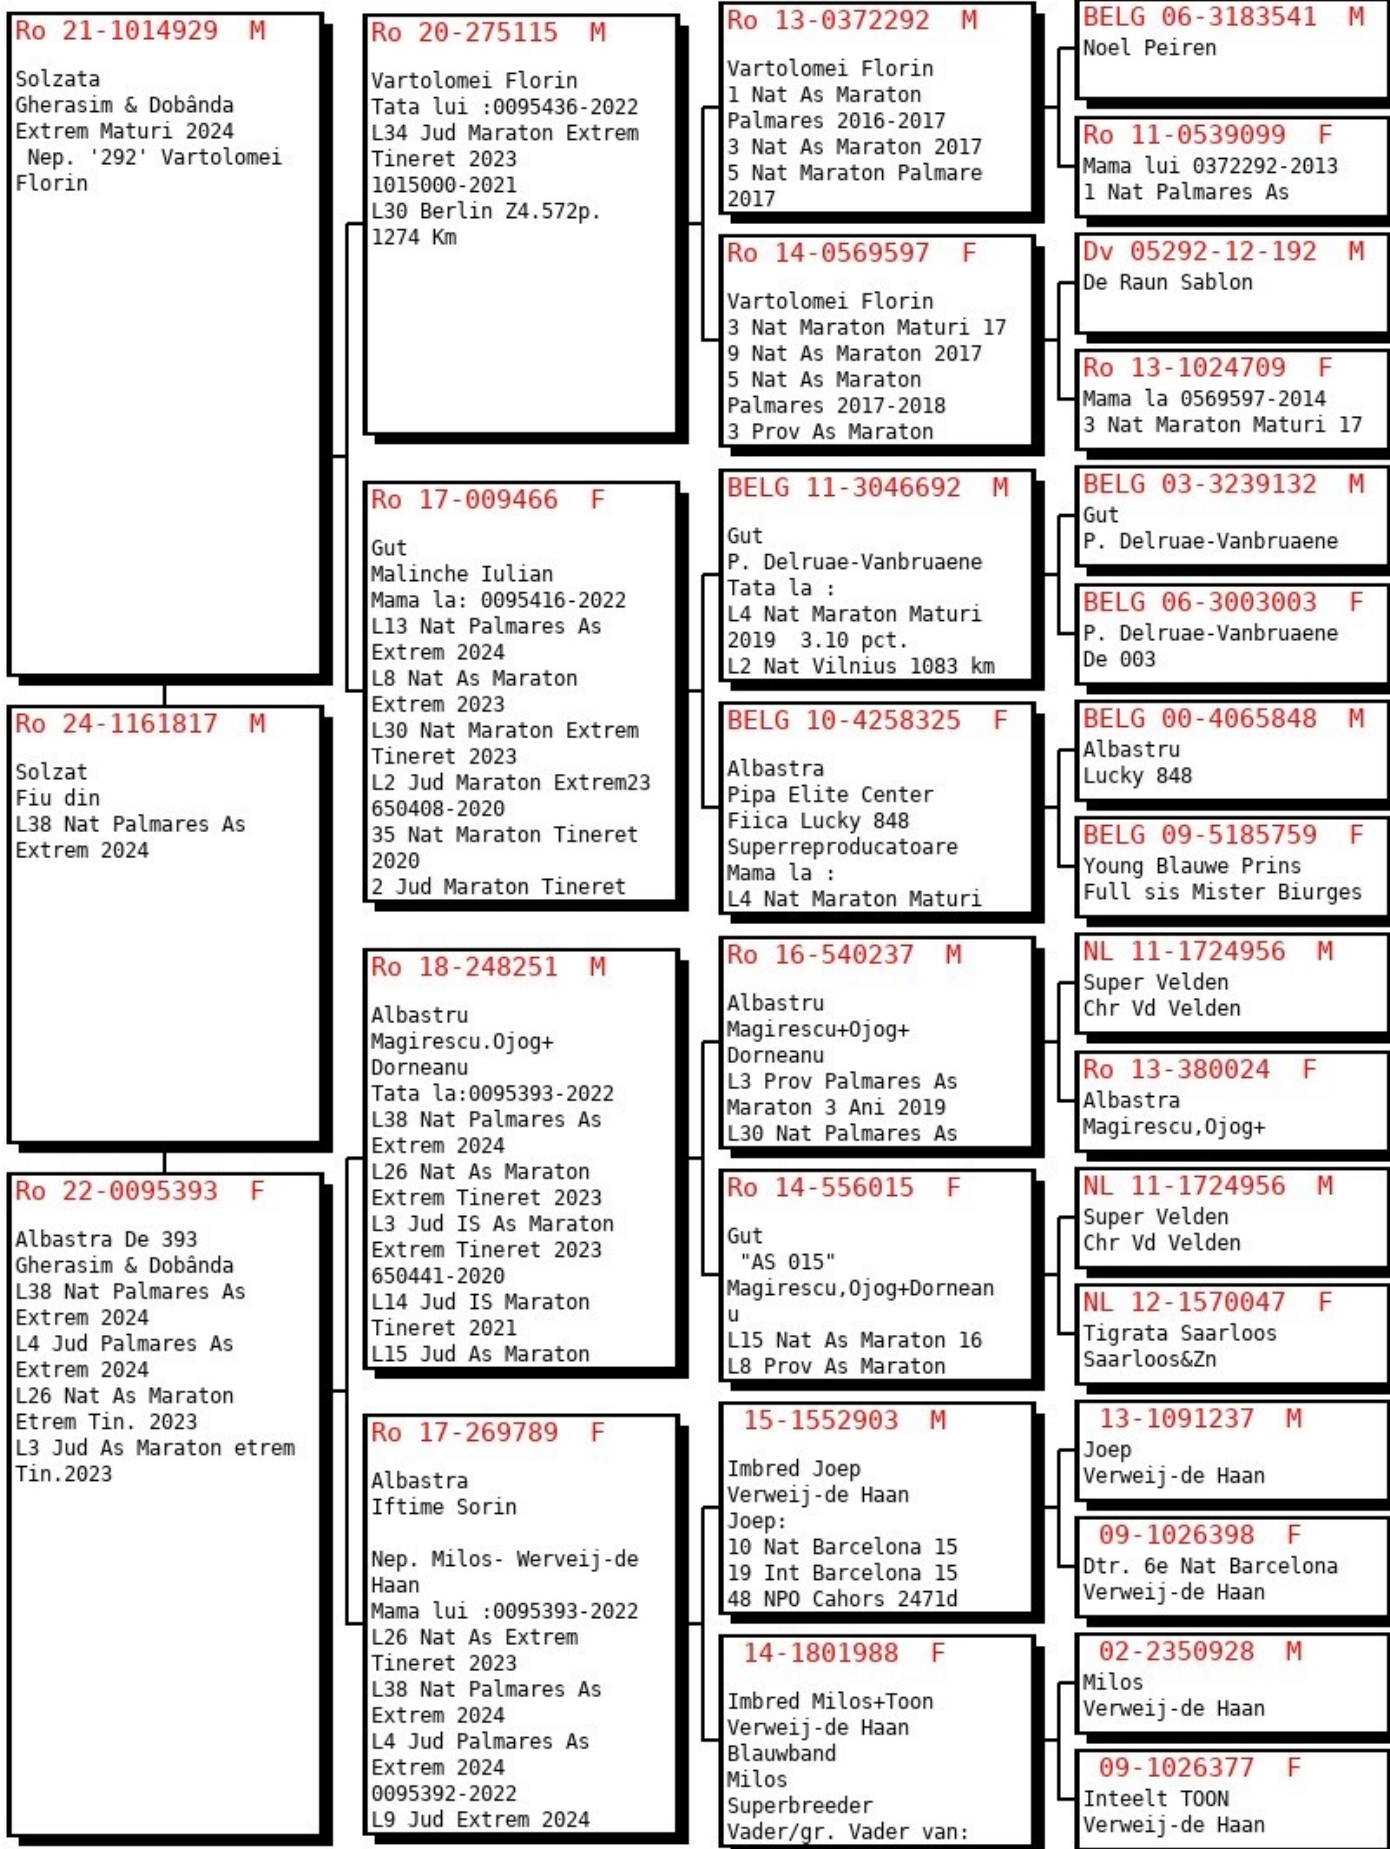 Ro 21-1014929  M
Solzata
Gherasim & Dobânda
Extrem Maturi 2024
Nep. '292' Vartolomei
Florin
Ro 24-1161817  M
Solzat
Fiu din
L38 Nat Palmares As
Extrem 2024
Ro 22-0095393  F
Albastra De 393
Gherasim & Dobânda
L38 Nat Palmares As
Extrem 2024
L4 Jud Palmares As
Extrem 2024
L26 Nat As Maraton
Etrem Tin. 2023
L3 Jud As Maraton etrem
Tin.2023
Ro 20-275115  M
Vartolomei Florin
Tata lui :0095436-2022
L34 Jud Maraton Extrem
Tineret 2023
1015000-2021
L30 Berlin Z4.572p.
1274 Km
Ro 17-009466  F
Gut
Malinche Iulian
Mama la: 0095416-2022
L13 Nat Palmares As
Extrem 2024
L8 Nat As Maraton
Extrem 2023
L30 Nat Maraton Extrem
Tineret 2023
L2 Jud Maraton Extrem23
650408-2020
35 Nat Maraton Tineret
2020
2 Jud Maraton Tineret
Ro 18-248251  M
Albastru
Magirescu.Ojog+
Dorneanu
Tata la:0095393-2022
L38 Nat Palmares As
Extrem 2024
L26 Nat As Maraton
Extrem Tineret 2023
L3 Jud IS As Maraton
Extrem Tineret 2023
650441-2020
L14 Jud IS Maraton
Tineret 2021
L15 Jud As Maraton
Ro 17-269789  F
Albastra
Iftime Sorin
Nep. Milos- Werveij-de
Haan
Mama lui :0095393-2022
L26 Nat As Extrem
Tineret 2023
L38 Nat Palmares As
Extrem 2024
L4 Jud Palmares As
Extrem 2024
0095392-2022
L9 Jud Extrem 2024
Ro 13-0372292  M
Vartolomei Florin
1 Nat As Maraton
Palmares 2016-2017
3 Nat As Maraton 2017
5 Nat Maraton Palmare
2017
Ro 14-0569597  F
Vartolomei Florin
3 Nat Maraton Maturi 17
9 Nat As Maraton 2017
5 Nat As Maraton
Palmares 2017-2018
3 Prov As Maraton
BELG 11-3046692  M
Gut
P. Delruae-Vanbruaene
Tata la :
L4 Nat Maraton Maturi
2019  3.10 pct.
L2 Nat Vilnius 1083 km
BELG 10-4258325  F
Albastra
Pipa Elite Center
Fiica Lucky 848
Superreproducatoare
Mama la :
L4 Nat Maraton Maturi
Ro 16-540237  M
Albastru
Magirescu+Ojog+
Dorneanu
L3 Prov Palmares As
Maraton 3 Ani 2019
L30 Nat Palmares As
Ro 14-556015  F
Gut
"AS 015"
Magirescu,Ojog+Dornean
u
L15 Nat As Maraton 16
L8 Prov As Maraton
15-1552903  M
Imbred Joep
Verweij-de Haan
Joep:
10 Nat Barcelona 15
19 Int Barcelona 15
48 NPO Cahors 2471d
14-1801988  F
Imbred Milos+Toon
Verweij-de Haan
Blauwband
Milos
Superbreeder
Vader/gr. Vader van:
BELG 06-3183541  M
Noel Peiren
Ro 11-0539099  F
Mama lui 0372292-2013
1 Nat Palmares As
Dv 05292-12-192  M
De Raun Sablon
Ro 13-1024709  F
Mama la 0569597-2014
3 Nat Maraton Maturi 17
BELG 03-3239132  M
Gut
P. Delruae-Vanbruaene
BELG 06-3003003  F
P. Delruae-Vanbruaene
De 003
BELG 00-4065848  M
Albastru
Lucky 848
BELG 09-5185759  F
Young Blauwe Prins
Full sis Mister Biurges
NL 11-1724956  M
Super Velden
Chr Vd Velden
Ro 13-380024  F
Albastra
Magirescu,Ojog+
NL 11-1724956  M
Super Velden
Chr Vd Velden
NL 12-1570047  F
Tigrata Saarloos
Saarloos&Zn
13-1091237  M
Joep
Verweij-de Haan
09-1026398  F
Dtr. 6e Nat Barcelona
Verweij-de Haan
02-2350928  M
Milos
Verweij-de Haan
09-1026377  F
Inteelt TOON
Verweij-de Haan